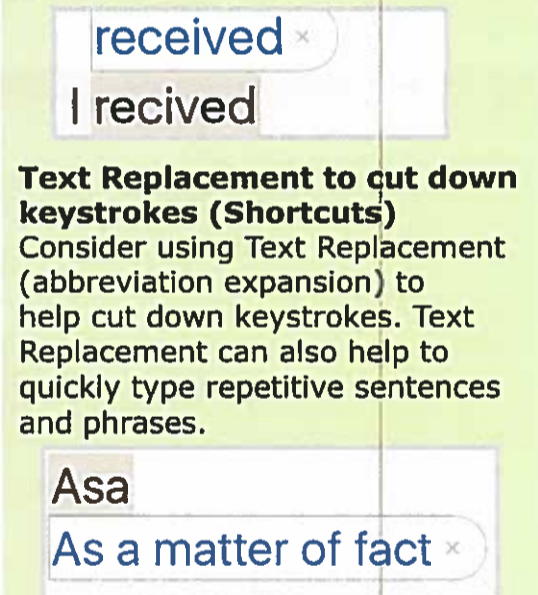 received ×
I recived
Text Replacement to cut down
keystrokes (Shortcuts)
Consider using Text Replacement
(abbreviation expansion) to
help cut down keystrokes. Text
Replacement can also help to
quickly type repetitive sentences
and phrases.
Asa
As a matter of fact ×